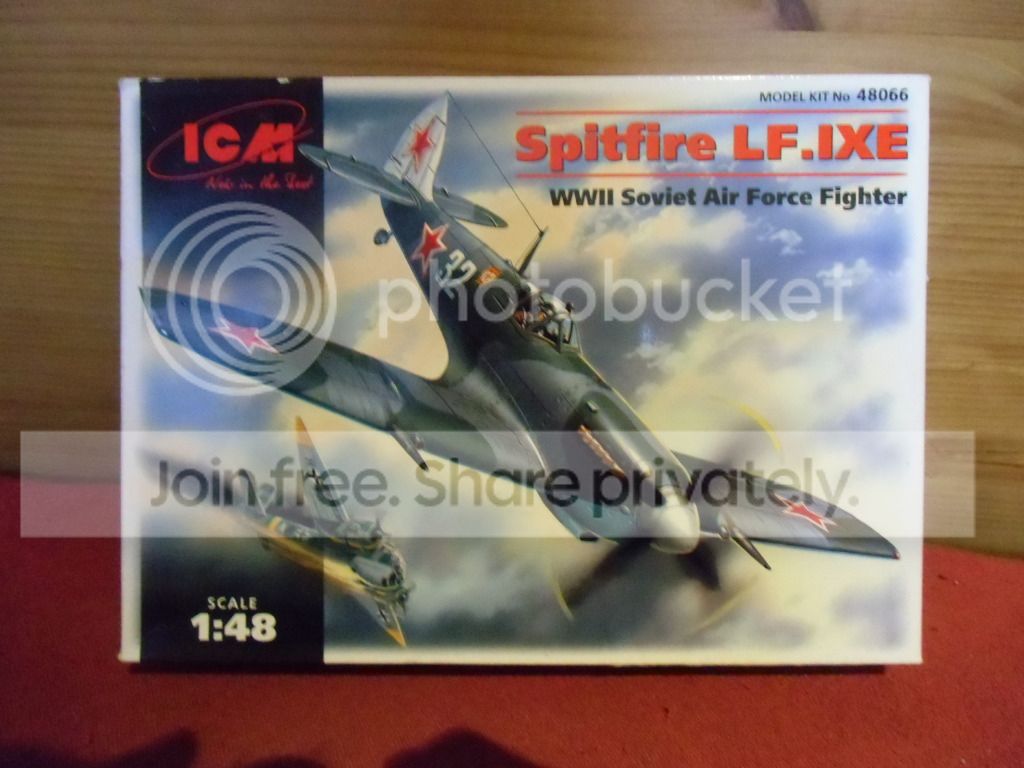 MODEL KIT No 48066
ICM
Spitfire LF.IXE
WWII Soviet Air Force Fighter
32
photobucket
Join free. Share privately.
SCALE
1:48